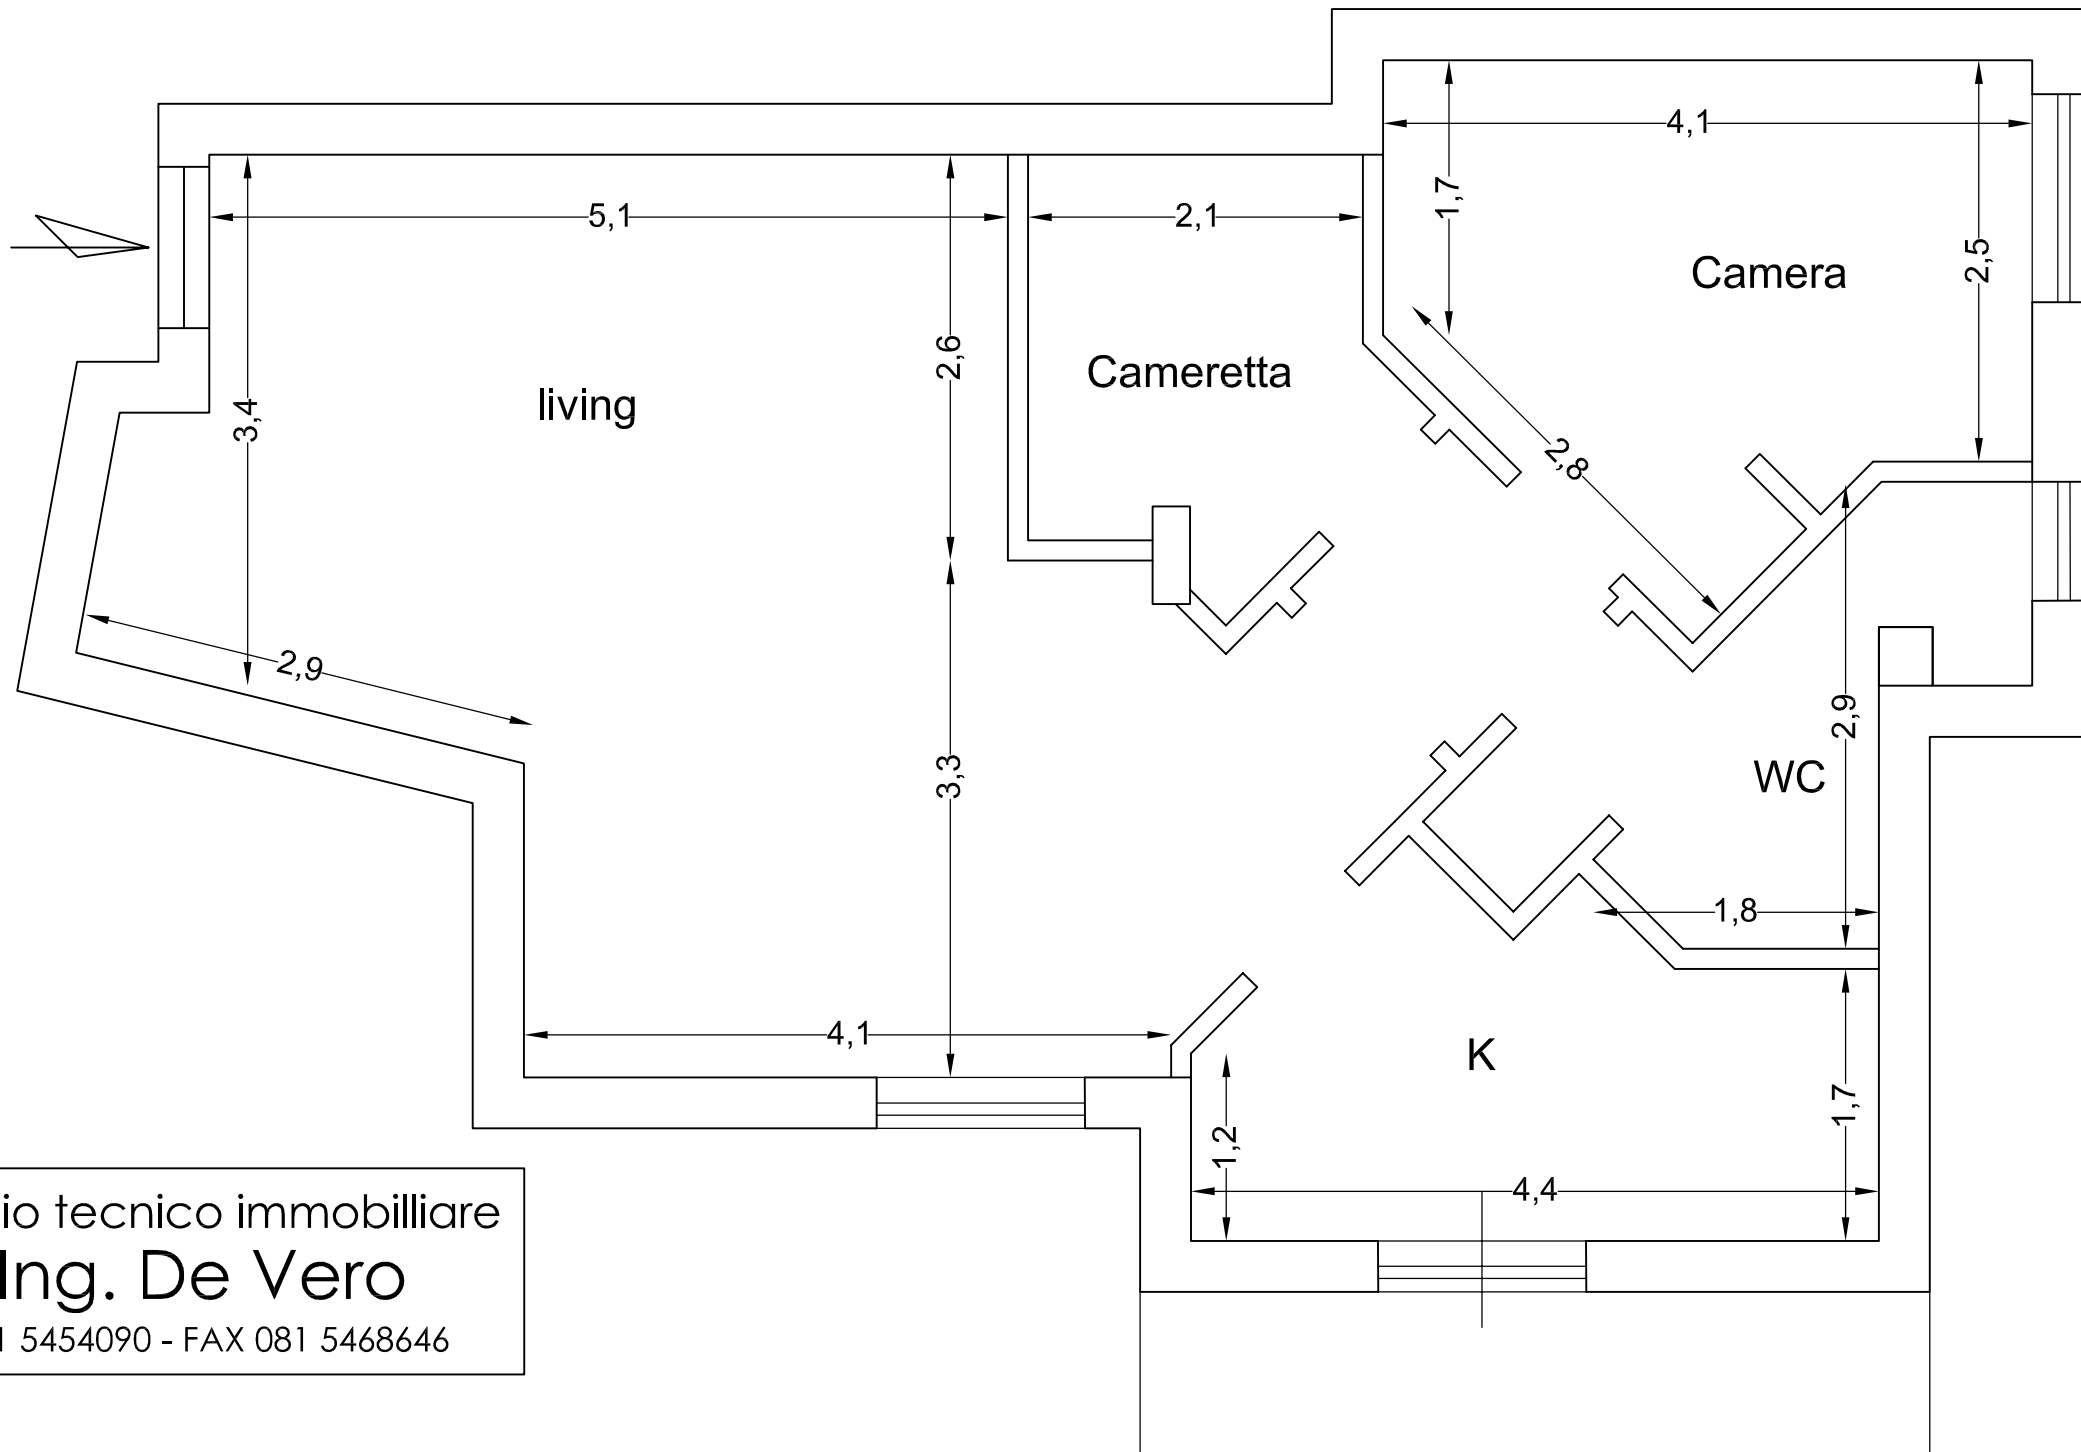 4,1
1,7
5,1
2,1
2,5
Camera
2,6
Cameretta
living
3,4
2,8
2,9
2,9
3,3
WC
1,8
4,1
K
1,7
1,2
4,4
io tecnico immobilliare
Ing. De Vero
5454090 - FAX 081 5468646